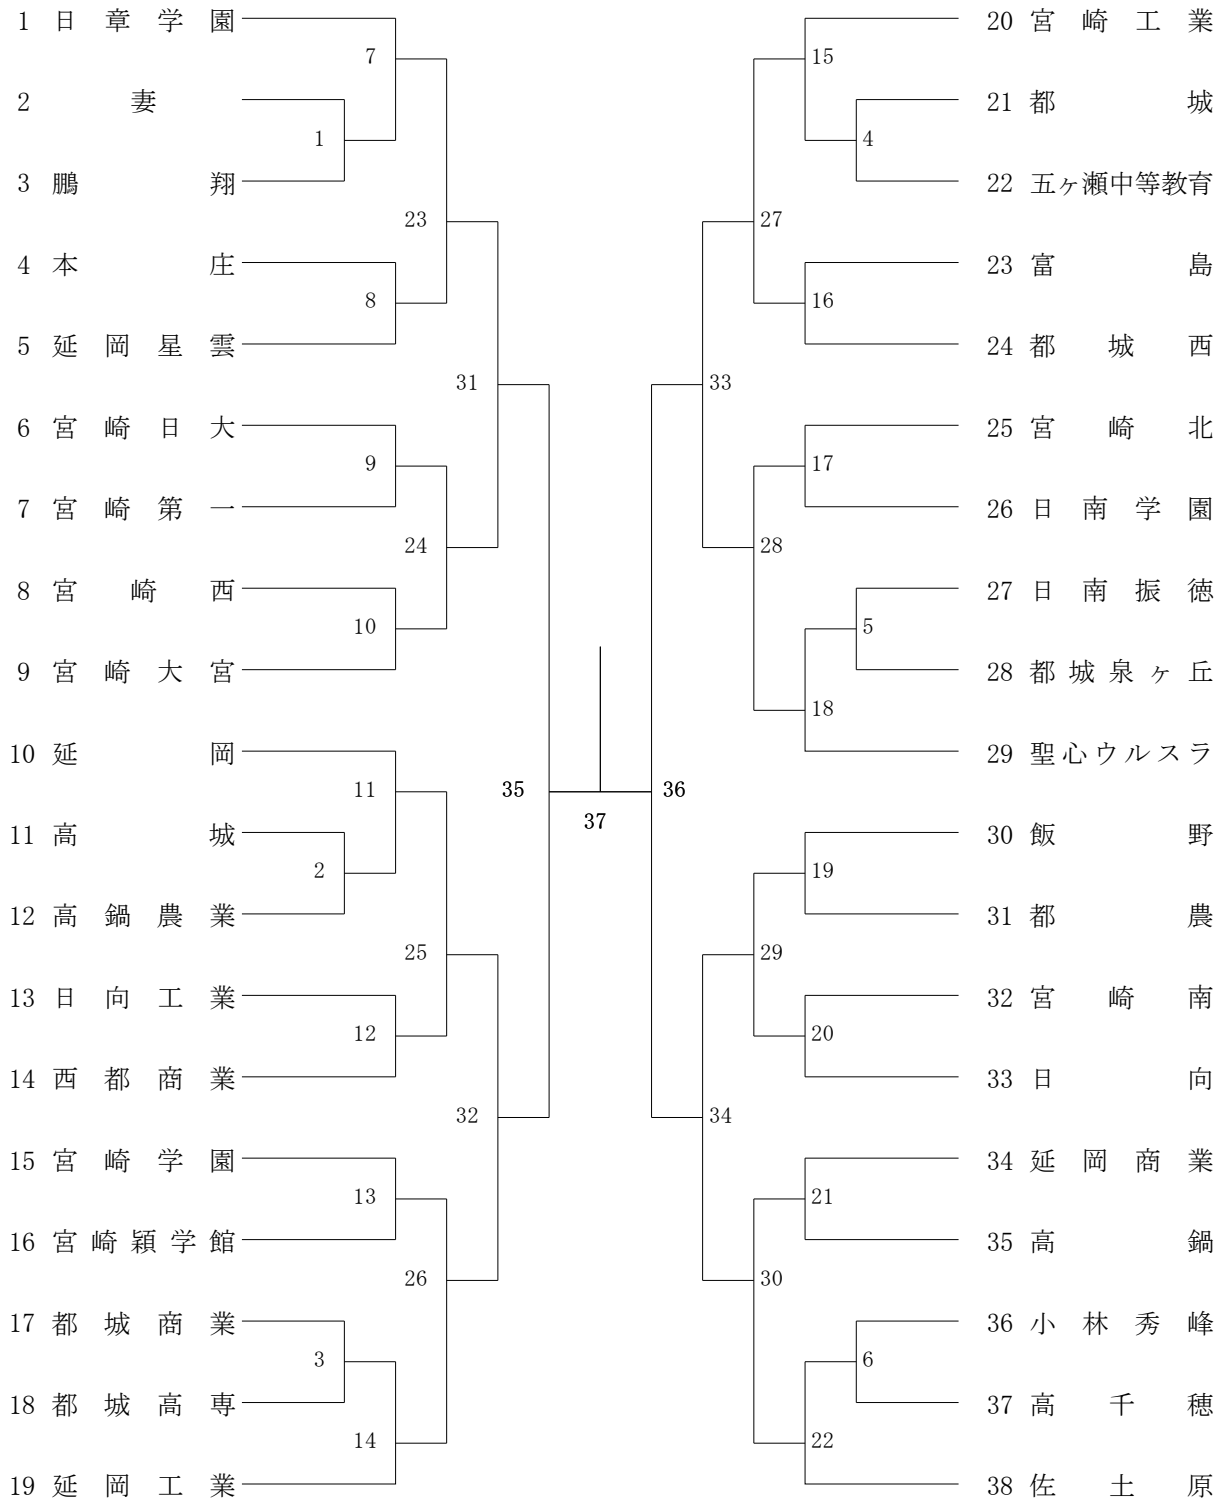 1 日章学園
7
2 妻
1
3 鵬翔
23
4 本庄
8
5 延岡星雲
31
6 宮崎日大
9
7 宮崎第一
24
8 宮崎西
10
9 宮崎大宮
10 延岡
11
35
11 高城
2
12 高鍋農業
25
13 日向工業
12
14 西都商業
32
15 宮崎学園
13
16 宮崎穎学館
26
17 都城商業
3
18 都城高専
14
19 延岡工業
37
20 宮崎工業
15
21 都城
4
22 五ヶ瀬中等教育
27
23 富島
16
24 都城西
33
25 宮崎北
17
26 日南学園
28
27 日南振徳
5
28 都城泉ヶ丘
18
29 聖心ウルスラ
36
30 飯野
19
31 都農
29
32 宮崎南
20
33 日向
34
34 延岡商業
21
35 高鍋
30
36 小林秀峰
6
37 高千穂
22
38 佐土原